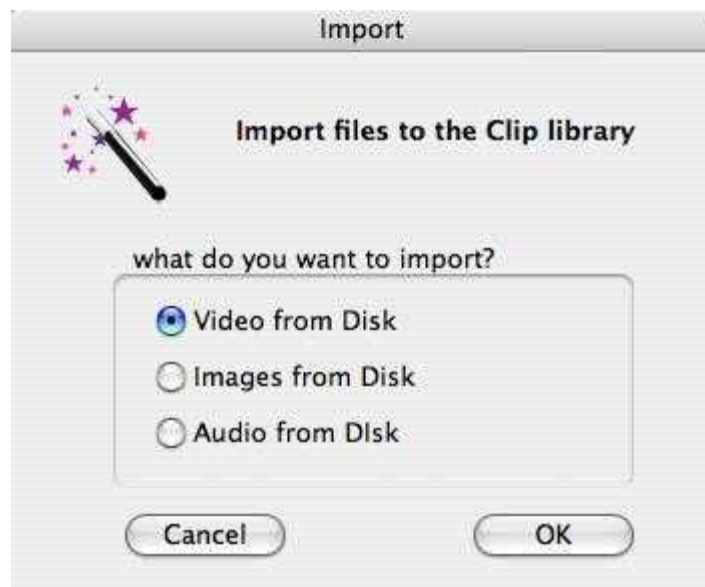 Import
Import files to the Clip library
what do you want to import?
Video from Disk
Images from Disk
Audio from DIsk
Cancel
OK